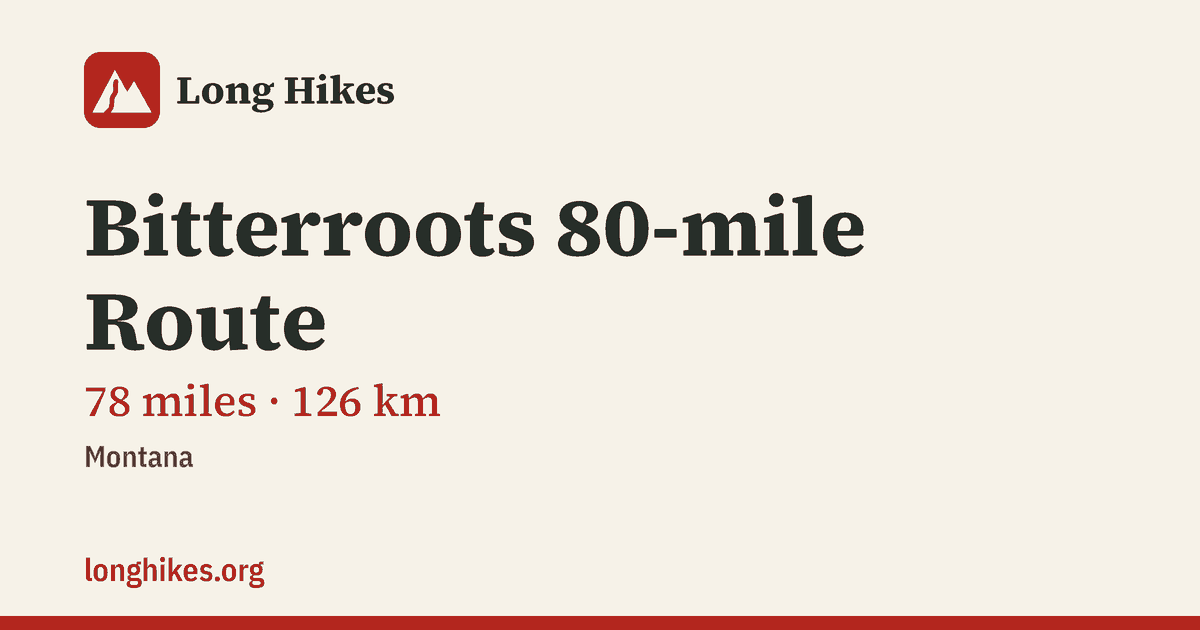 Long Hikes
Bitterroots 80-mile
Route
78 miles · 126 km
Montana
longhikes.org